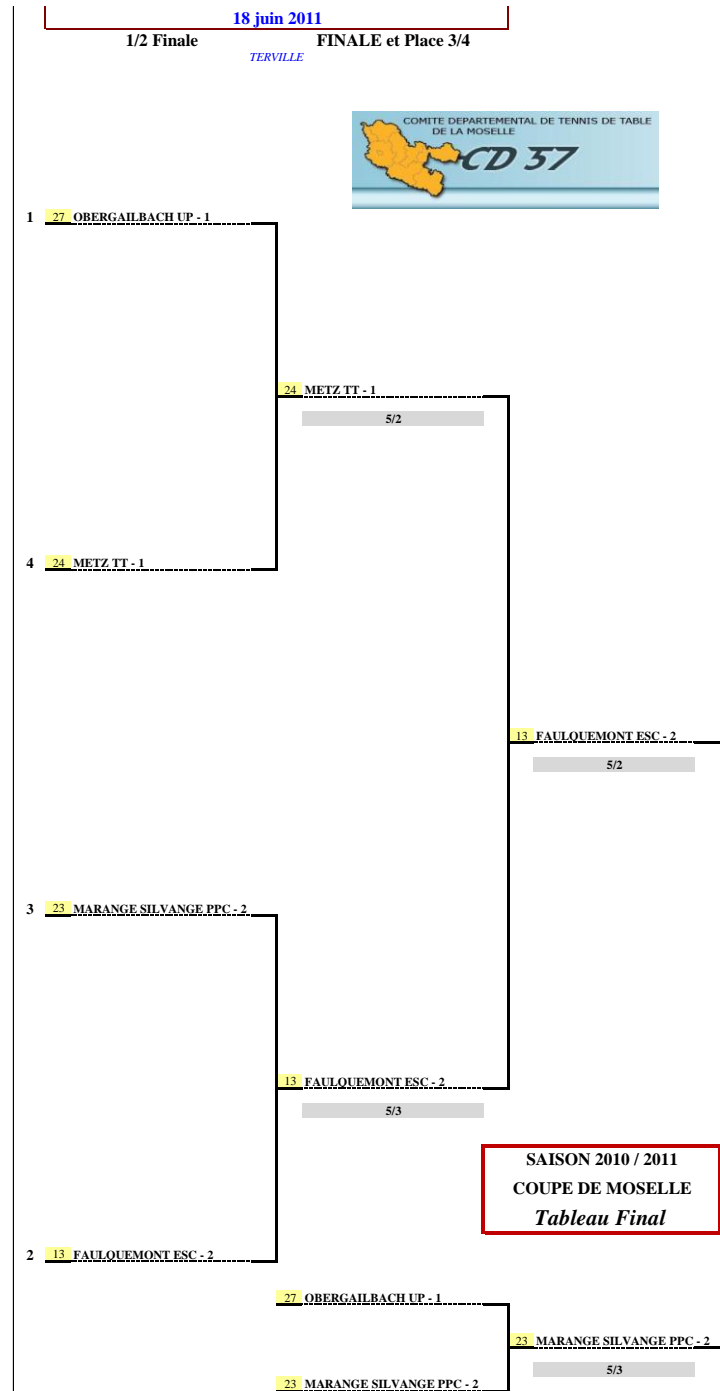 18 juin 2011
1/2 Finale FINALE et Place 3/4
TERVILLE
COMITE DEPARTEMENTAL DE TENNIS DE TABLE
DE LA MOSELLE
CD 57
1 27 OBERGAILBACH UP - 1
24 METZ TT - 1
5/2
4 24 METZ TT - 1
13 FAULQUEMONT ESC - 2
5/2
3 23 MARANGE SILVANGE PPC - 2
13 FAULQUEMONT ESC - 2
5/3
SAISON 2010 / 2011
COUPE DE MOSELLE
Tableau Final
2 13 FAULQUEMONT ESC - 2
27 OBERGAILBACH UP - 1
23 MARANGE SILVANGE PPC - 2
5/3
23 MARANGE SILVANGE PPC - 2